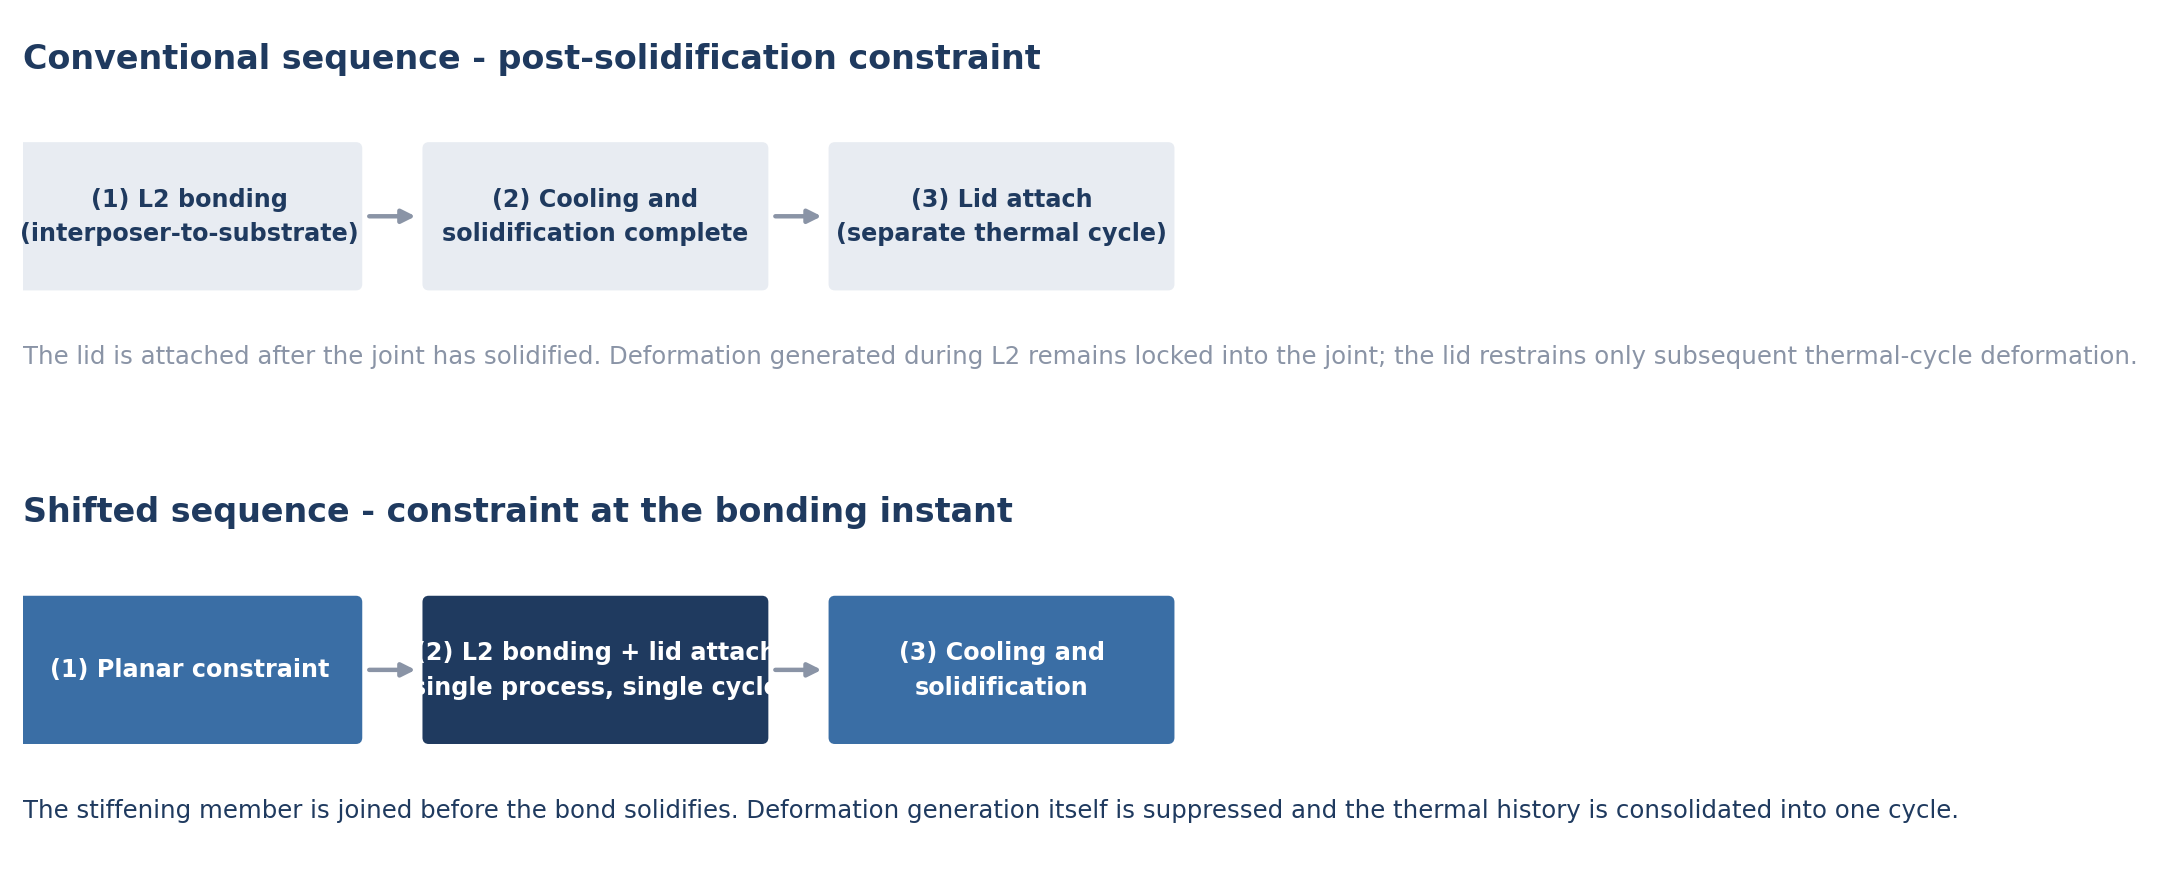 Conventional sequence - post-solidification constraint
(1) L2 bonding
(interposer-to-substrate)
(2) Cooling and
solidification complete
(3) Lid attach
(separate thermal cycle)
The lid is attached after the joint has solidified. Deformation generated during L2 remains locked into the joint; the lid restrains only subsequent thermal-cycle deformation.
Shifted sequence - constraint at the bonding instant
(1) Planar constraint
(2) L2 bonding + lid attach
single process, single cycle
(3) Cooling and
solidification
The stiffening member is joined before the bond solidifies. Deformation generation itself is suppressed and the thermal history is consolidated into one cycle.